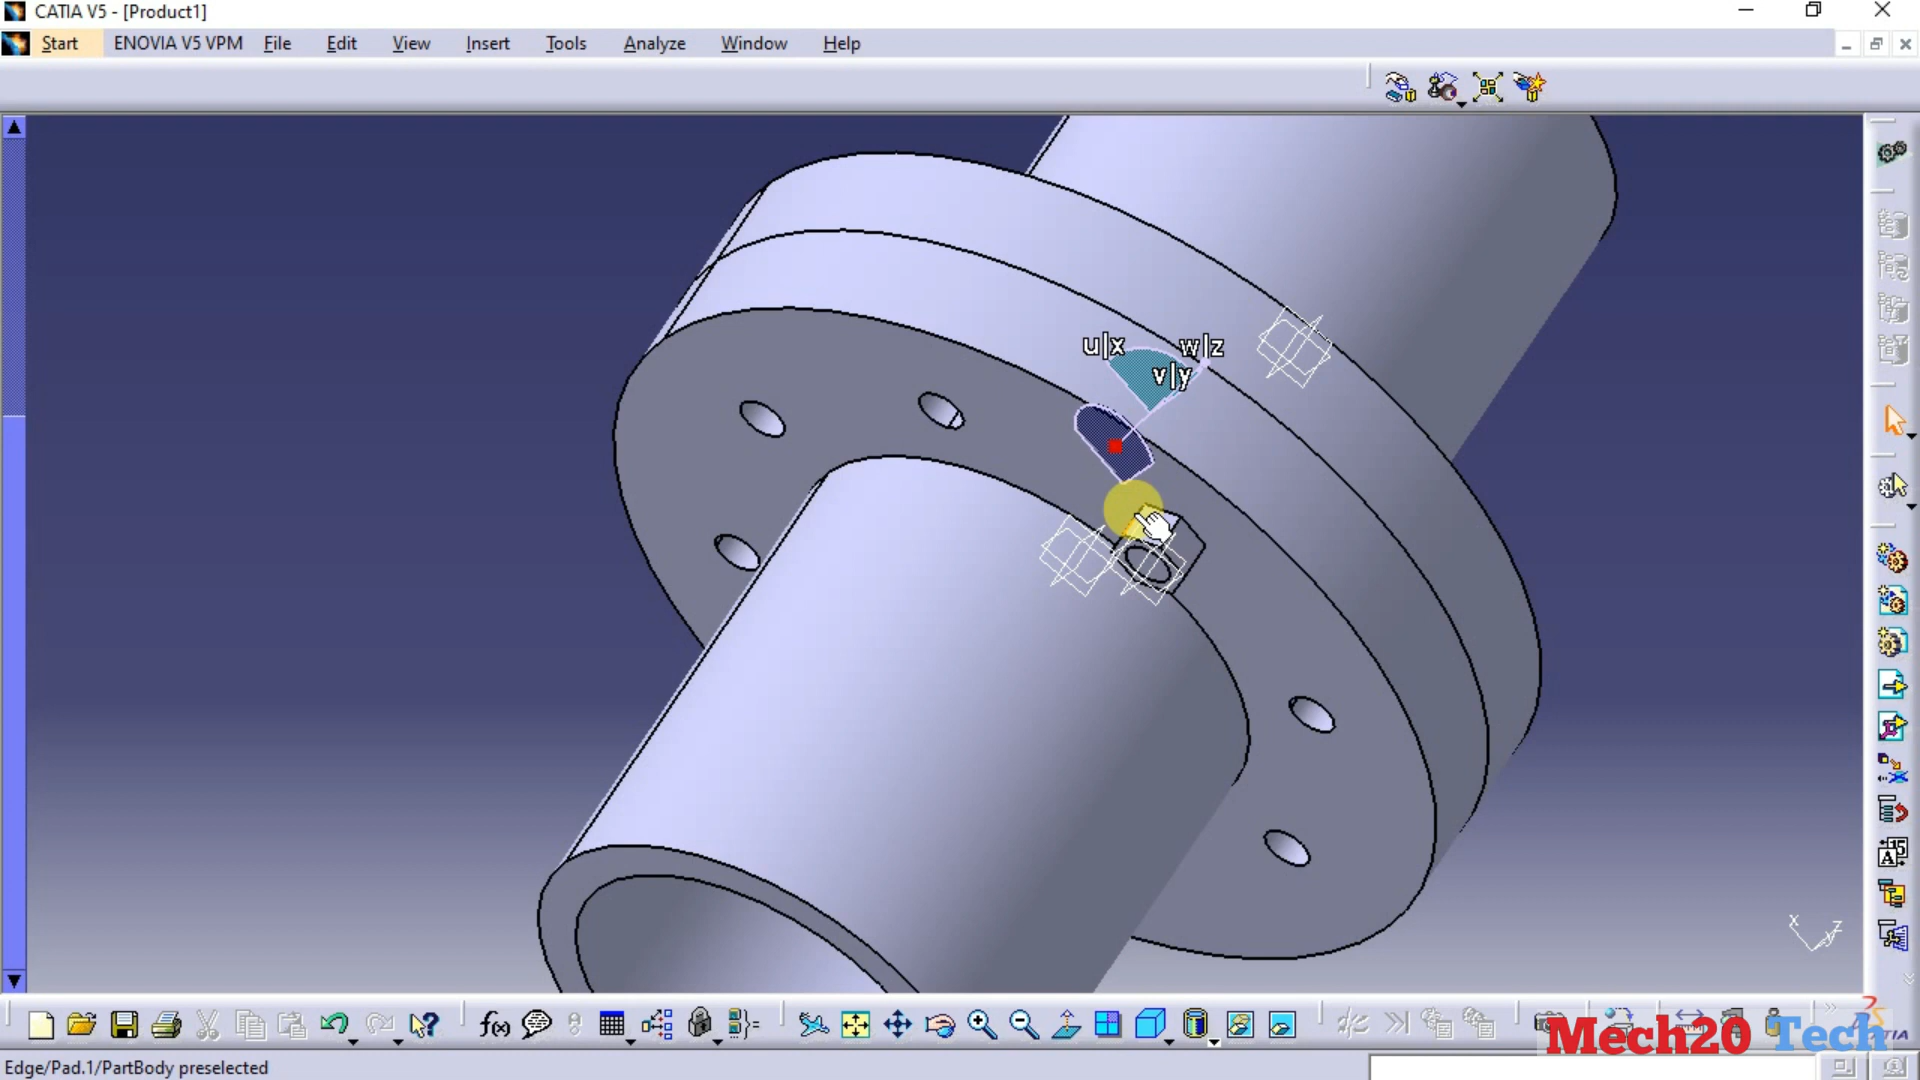 CATIA V5 - [Product1]
Start ENOVIA V5 VPM File Edit View Insert Tools Analyze Window Help
u|x w|z
v|y
x z
y
f(x)
Mech20 Tech
Edge/Pad.1/PartBody preselected